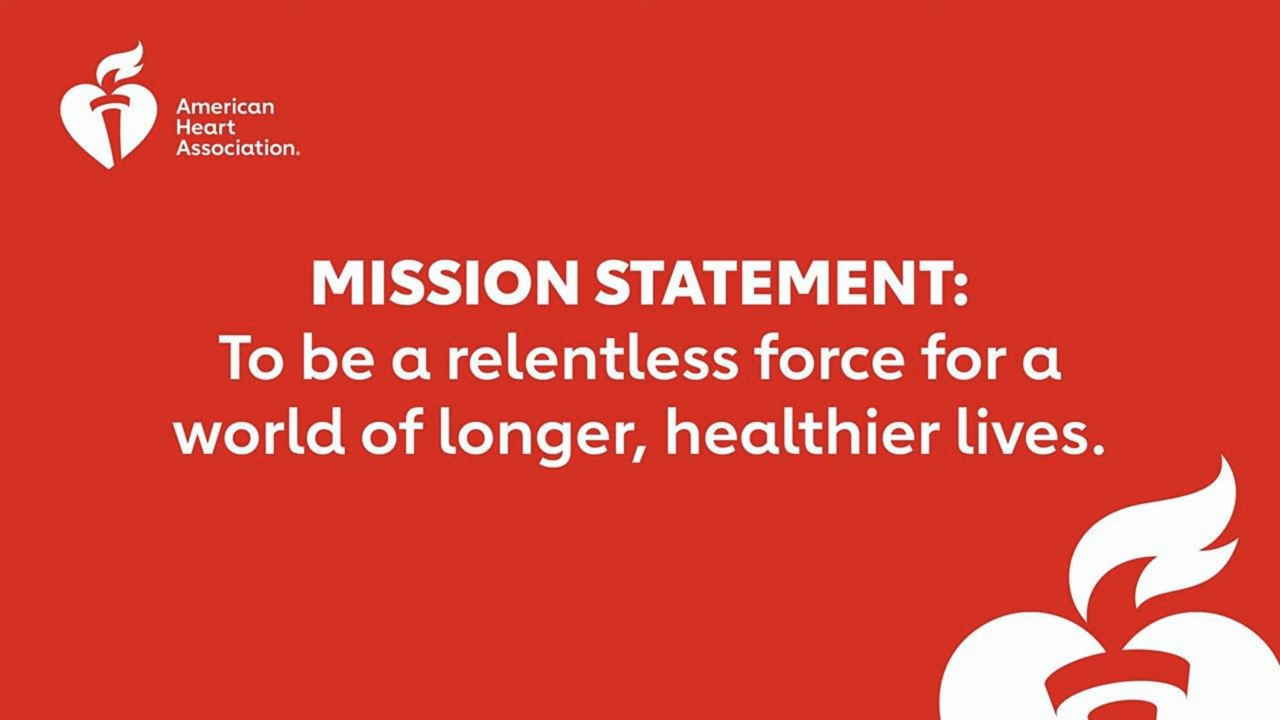 American
Heart
Association.
MISSION STATEMENT:
To be a relentless force for a
world of longer, healthier lives.